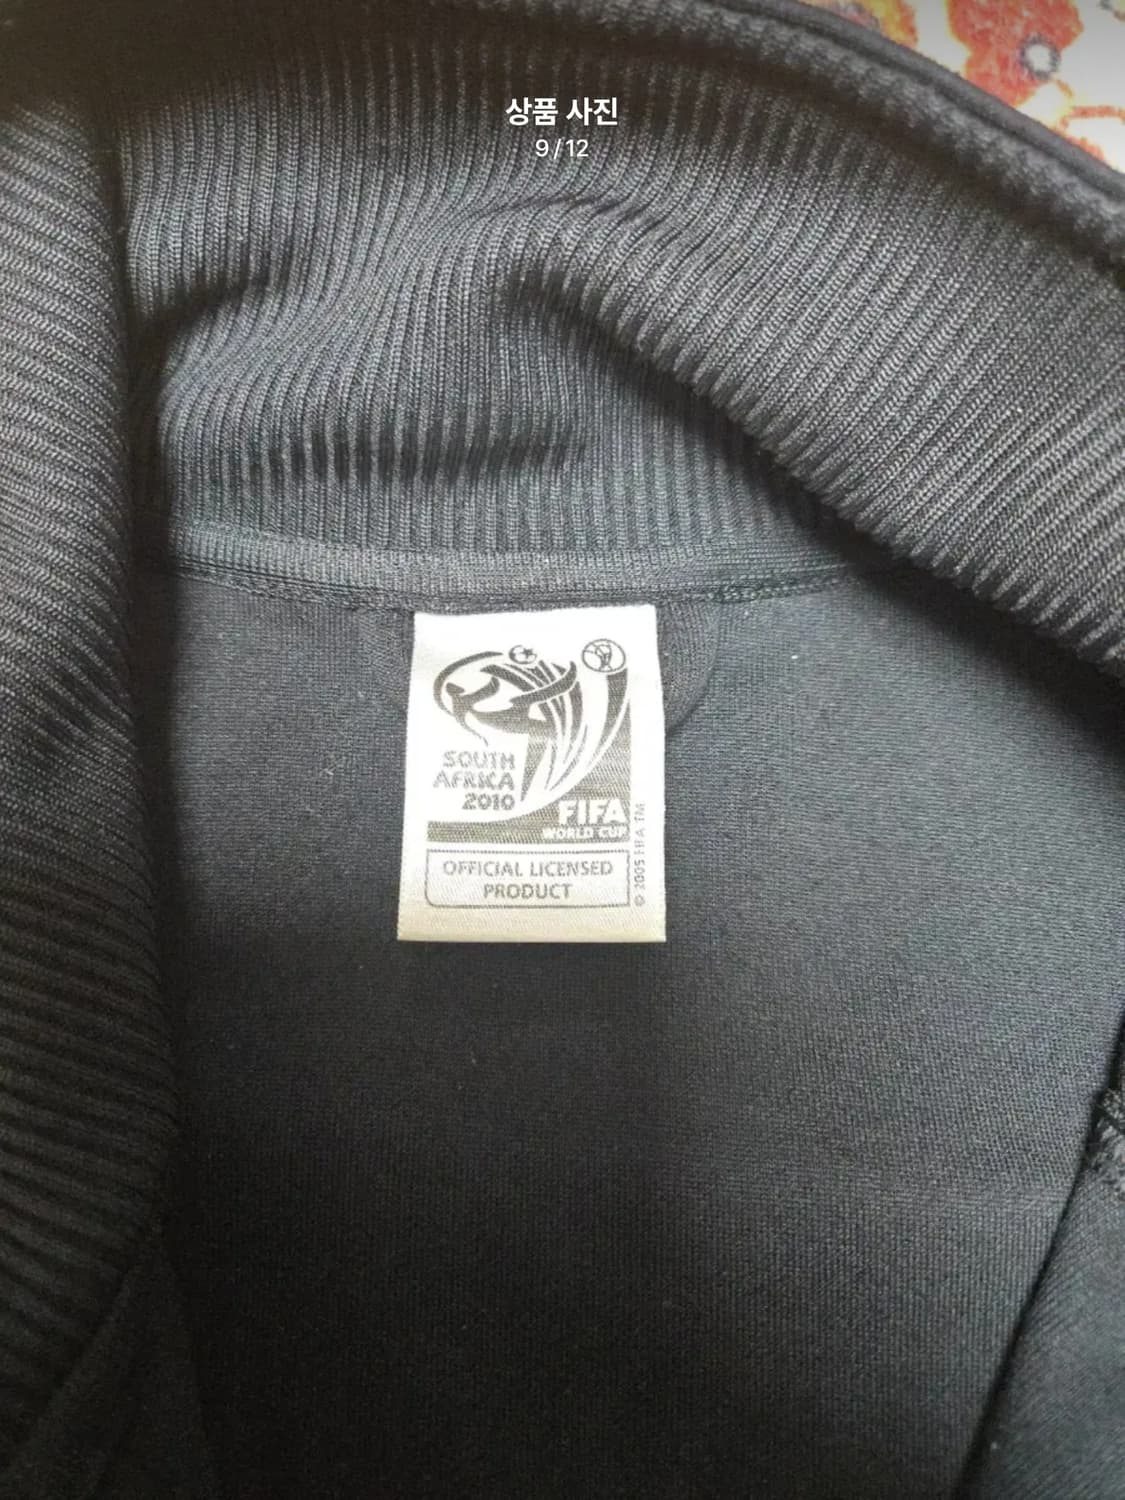 상품 사진
9/12
SOUTH
AFRICA
2010
FIFA
WORLD CUP
OFFICIAL LICENSED
PRODUCT
© 2005 FIFA TM